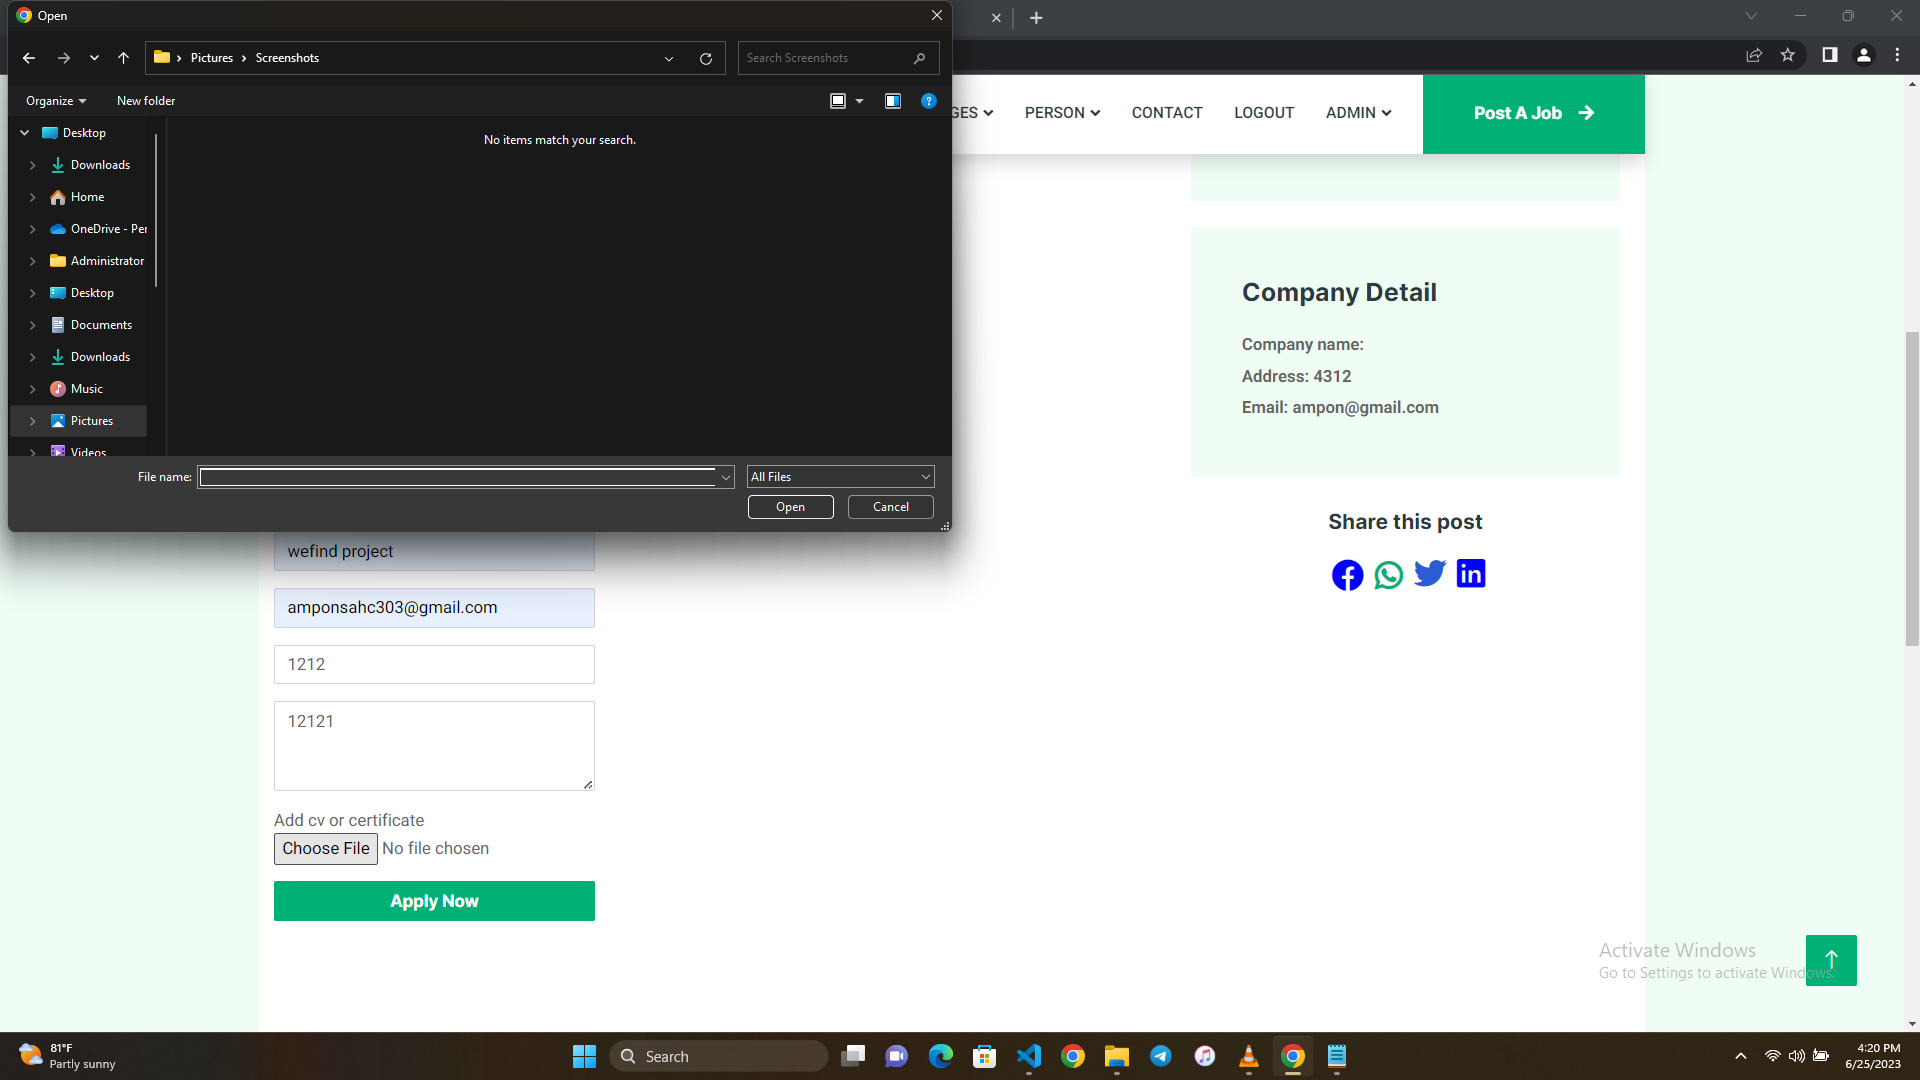 Open
Pictures
Screenshots
Search Screenshots
Organize
New folder
Desktop
Downloads
Home
OneDrive - Per
Administrator
Desktop
Documents
Downloads
Music
Pictures
Videos
No items match your search.
File name:
All Files
Open
Cancel
GES
PERSON
CONTACT
LOGOUT
ADMIN
Post A Job
Company Detail
Company name:
Address: 4312
Email: ampon@gmail.com
Share this post
wefind project
amponsahc303@gmail.com
1212
12121
Add cv or certificate
Choose File No file chosen
Apply Now
Activate Windows
Go to Settings to activate Windows.
81°F
Partly sunny
Search
4:20 PM
6/25/2023